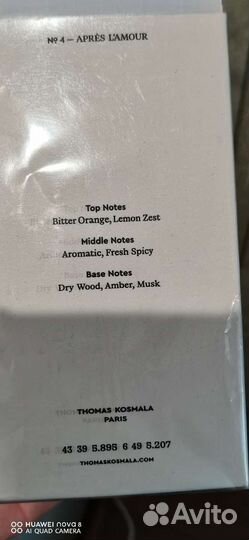 Nº 4 – APRÈS L'AMOUR
Top Notes
Bitter Orange, Lemon Zest
Middle Notes
Aromatic, Fresh Spicy
Base Notes
Dry Wood, Amber, Musk
THOMAS KOSMALA
PARIS
43 39 5.895 6 49 5.207
THOMASKOSMALA.COM
HUAWEI nova 8
AI QUAD CAMERA
Avito